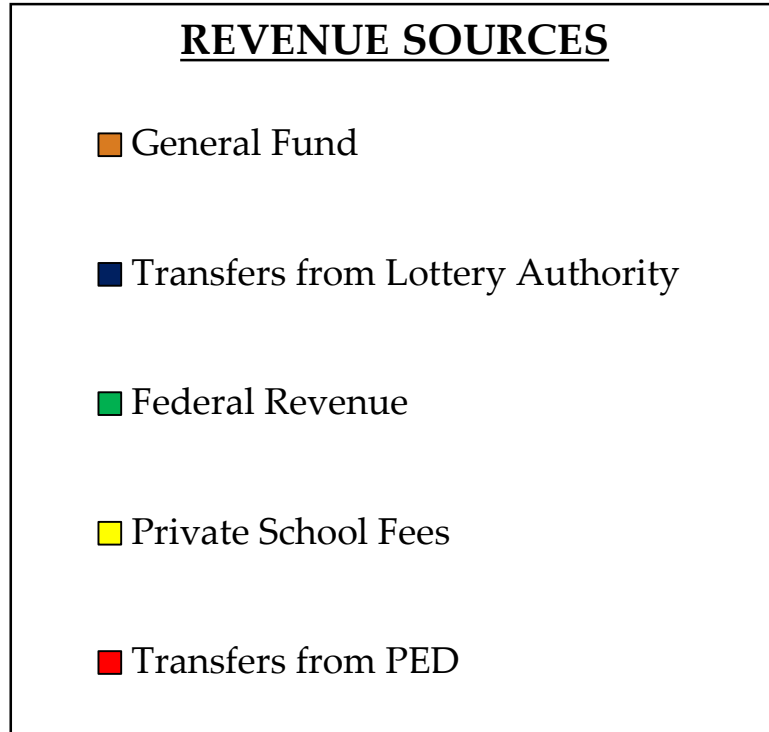 REVENUE SOURCES
General Fund
Transfers from Lottery Authority
Federal Revenue
Private School Fees
Transfers from PED